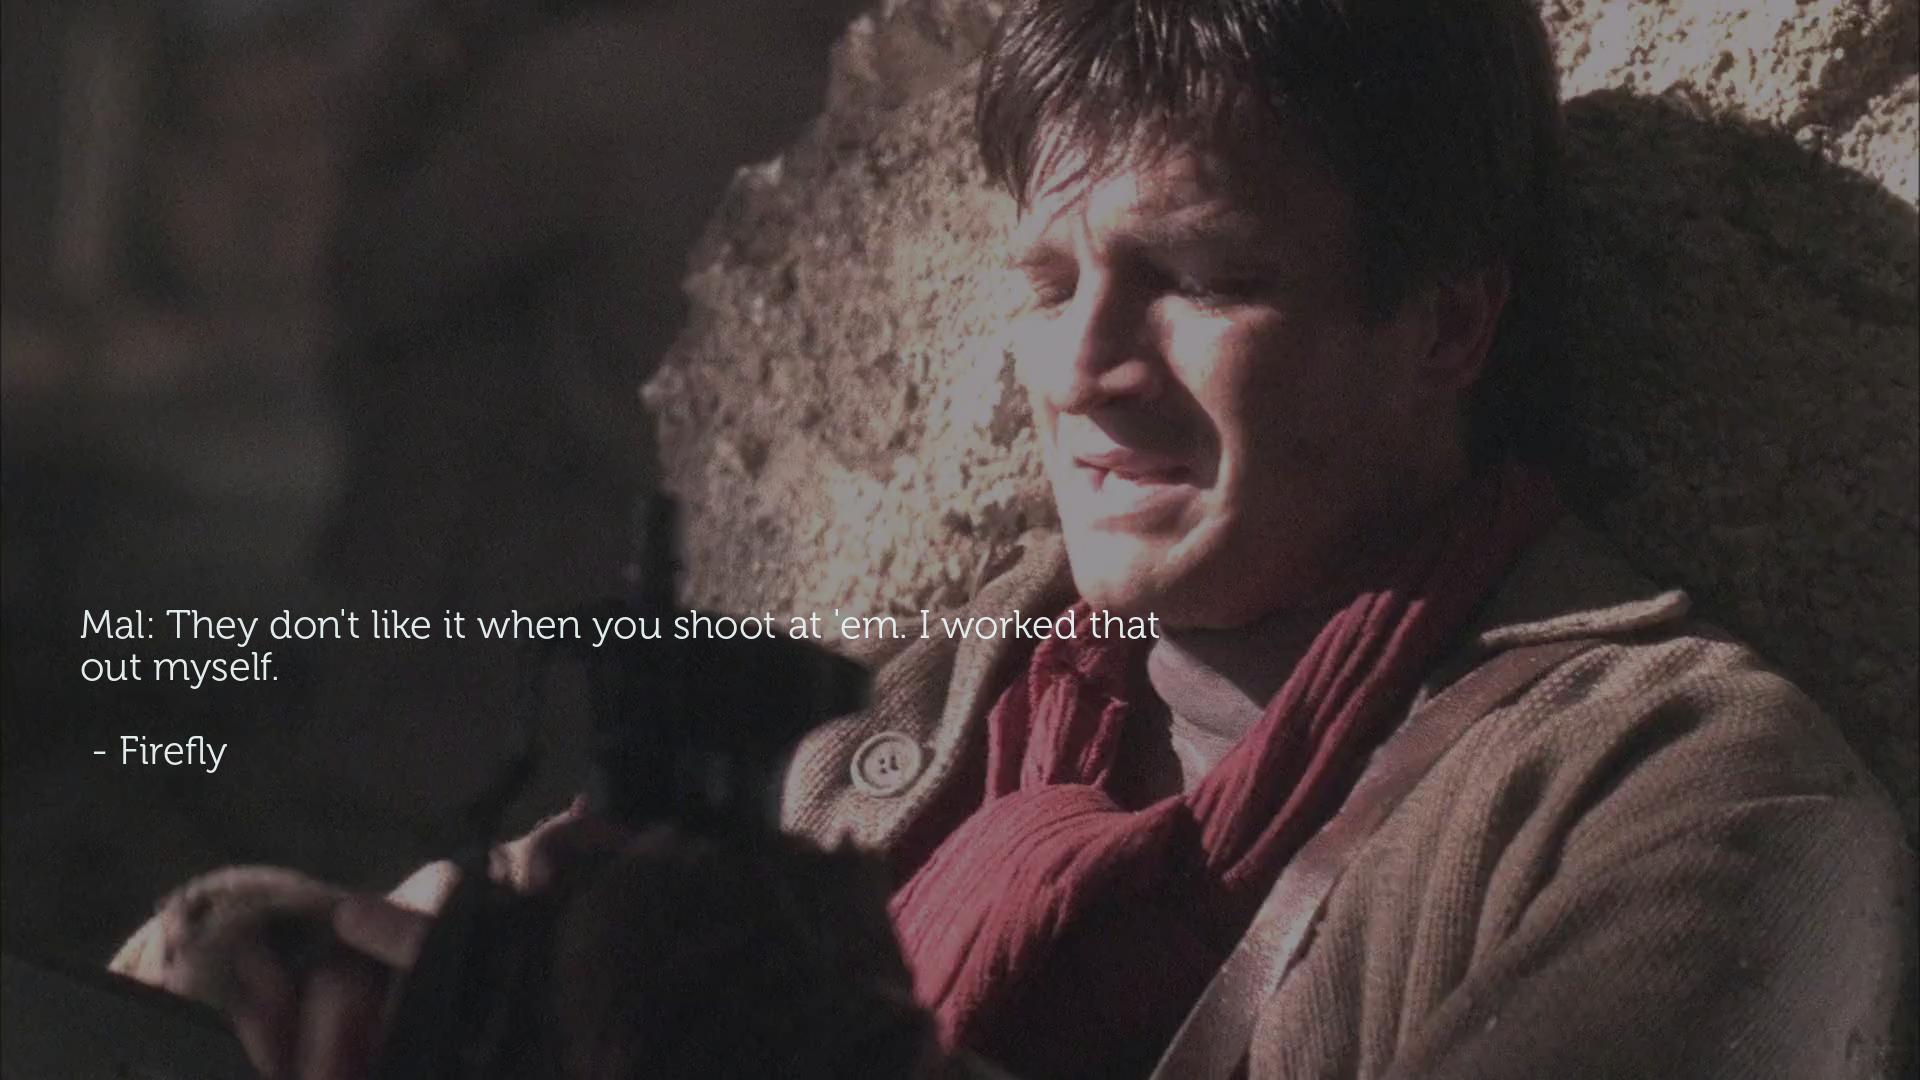 Mal: They don't like it when you shoot at 'em. I worked that
out myself.
- Firefly